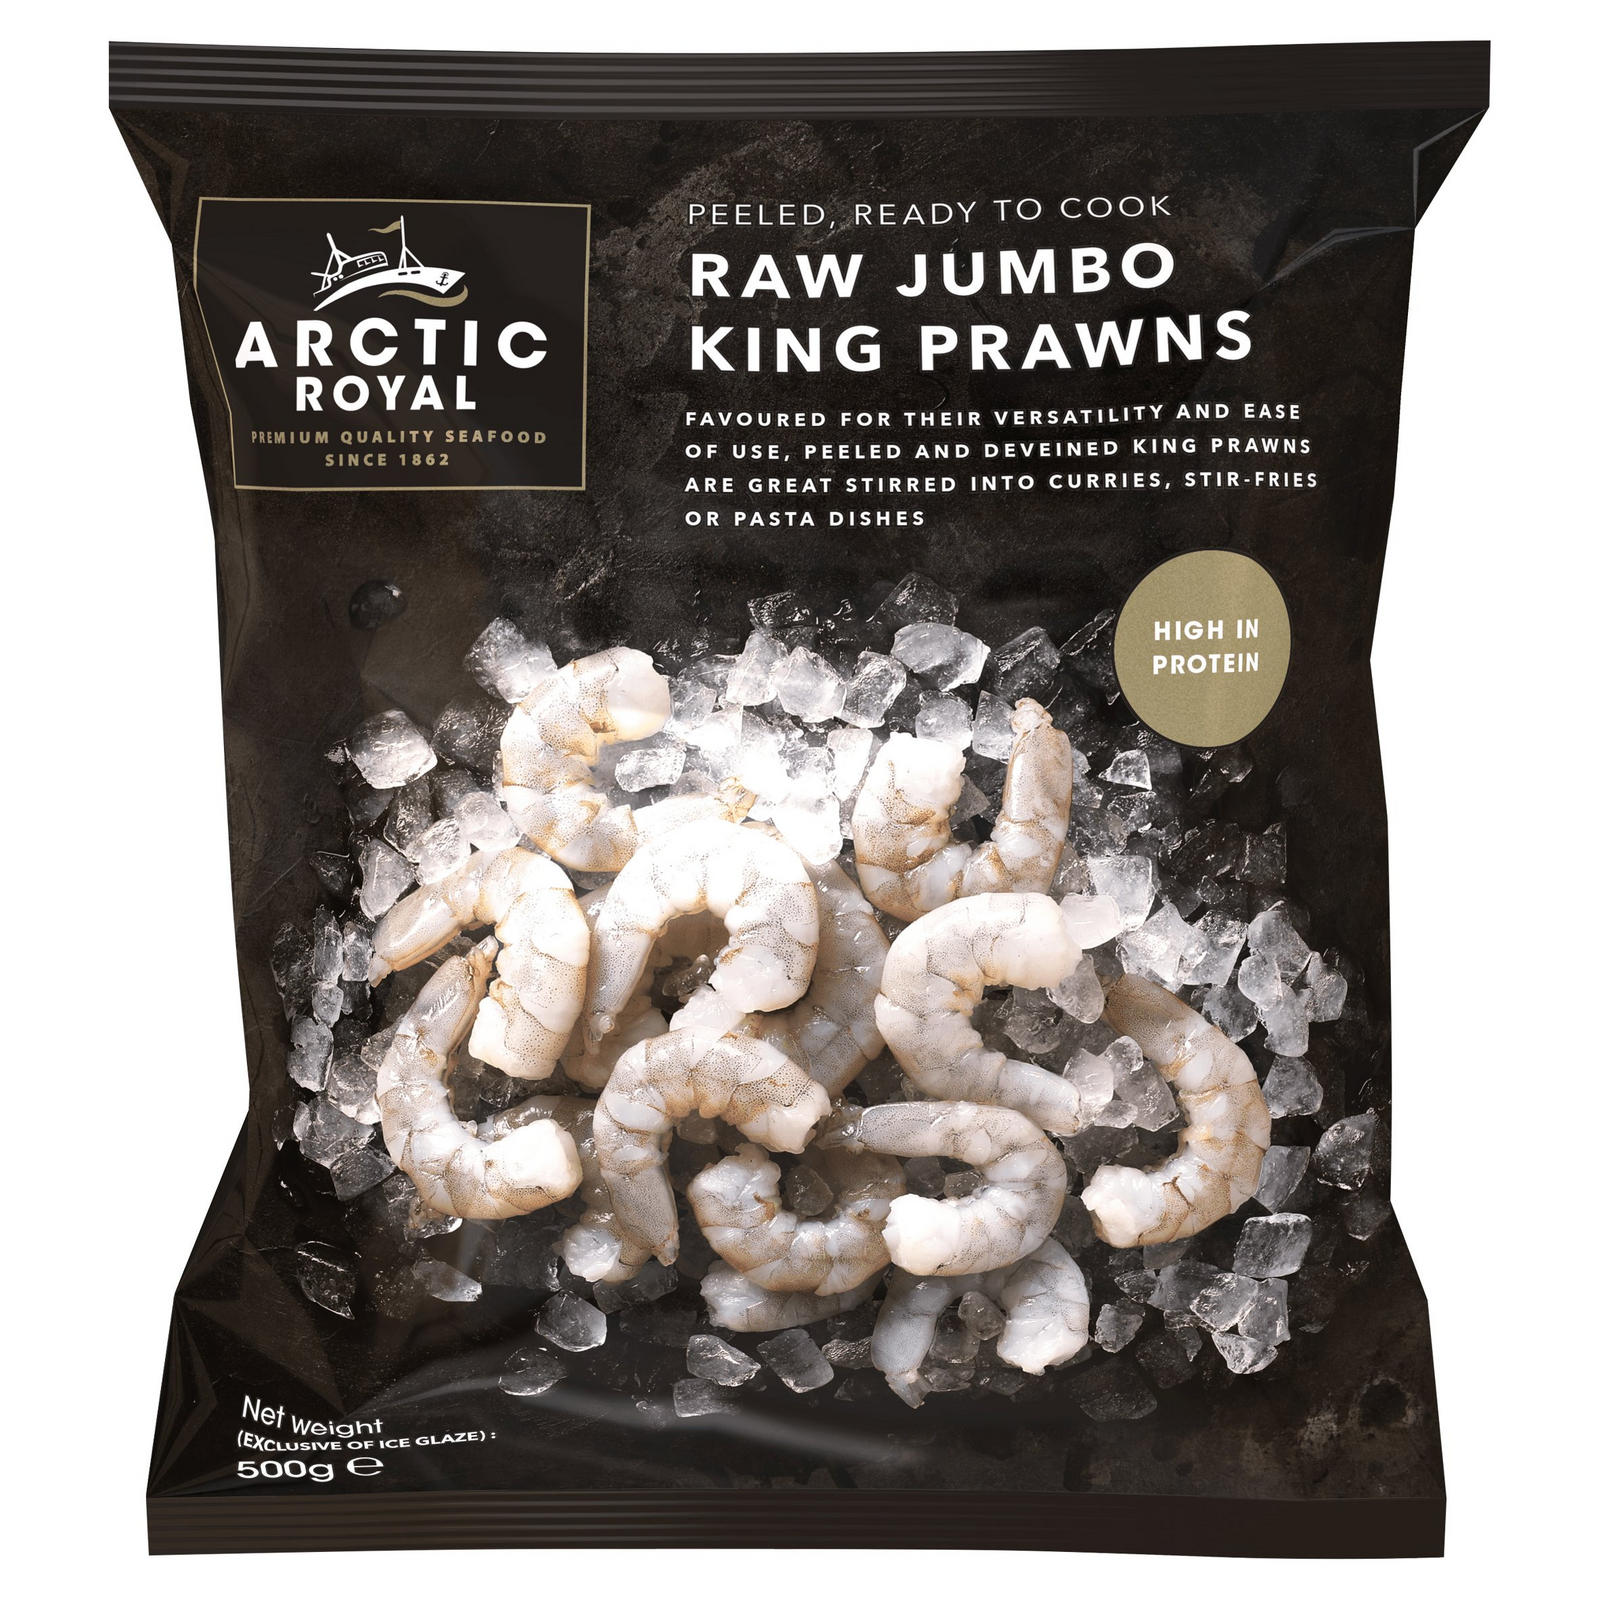 ARCTIC
ROYAL
PREMIUM QUALITY SEAFOOD
SINCE 1862
PEELED, READY TO COOK
RAW JUMBO
KING PRAWNS
FAVOURED FOR THEIR VERSATILITY AND EASE
OF USE, PEELED AND DEVEINED KING PRAWNS
ARE GREAT STIRRED INTO CURRIES, STIR-FRIES
OR PASTA DISHES
HIGH IN
PROTEIN
Net Weight
(EXCLUSIVE OF ICE GLAZE) :
500g ℮